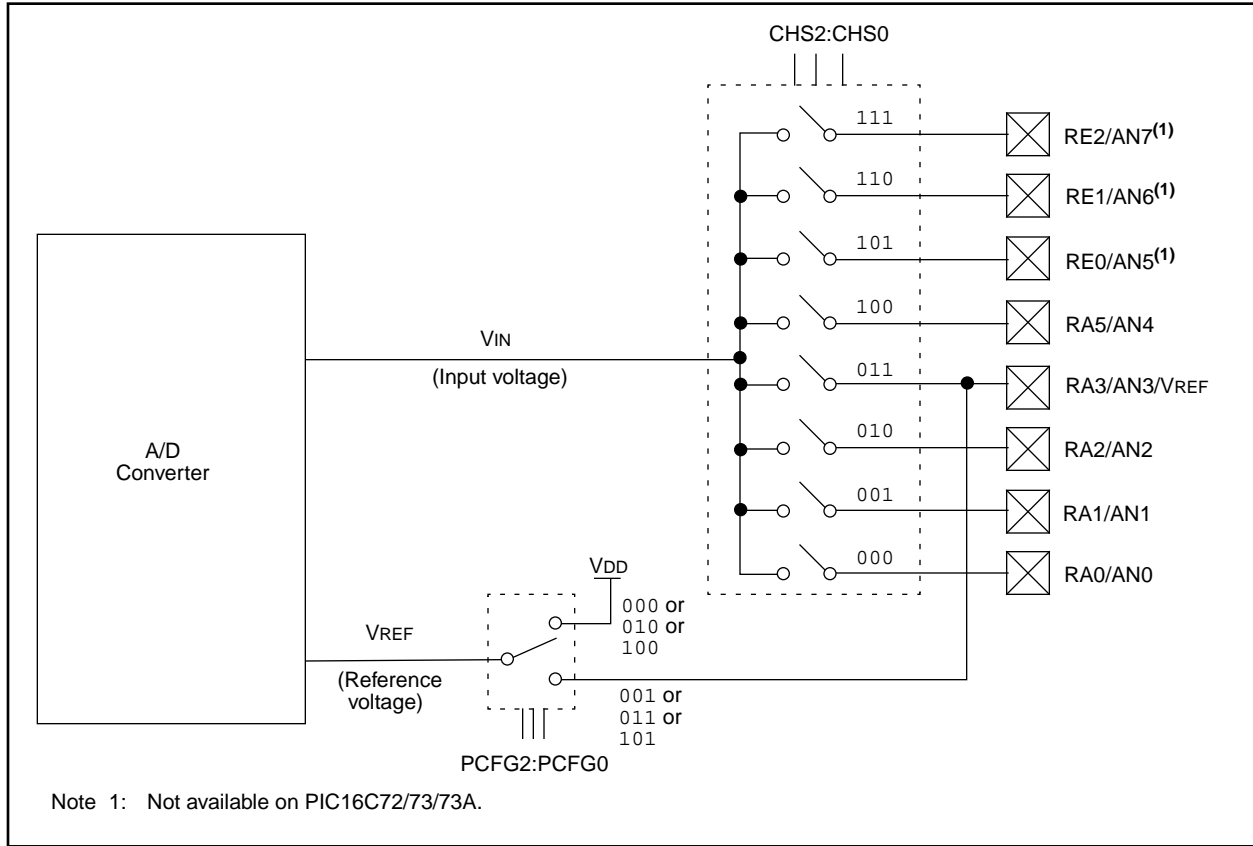 CHS2:CHS0
111
RE2/AN7(1)
110
RE1/AN6(1)
101
RE0/AN5(1)
100
RA5/AN4
VIN
(Input voltage)
011
RA3/AN3/VREF
A/D
Converter
010
RA2/AN2
001
RA1/AN1
000
RA0/AN0
VDD
000 or
010 or
100
VREF
(Reference
voltage)
001 or
011 or
101
PCFG2:PCFG0
Note 1: Not available on PIC16C72/73/73A.